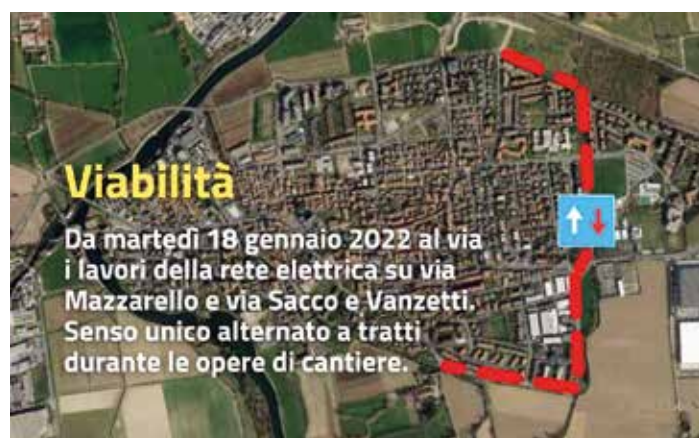 Viabilità
Da martedì 18 gennaio 2022 al via
i lavori della rete elettrica su via
Mazzarello e via Sacco e Vanzetti.
Senso unico alternato a tratti
durante le opere di cantiere.